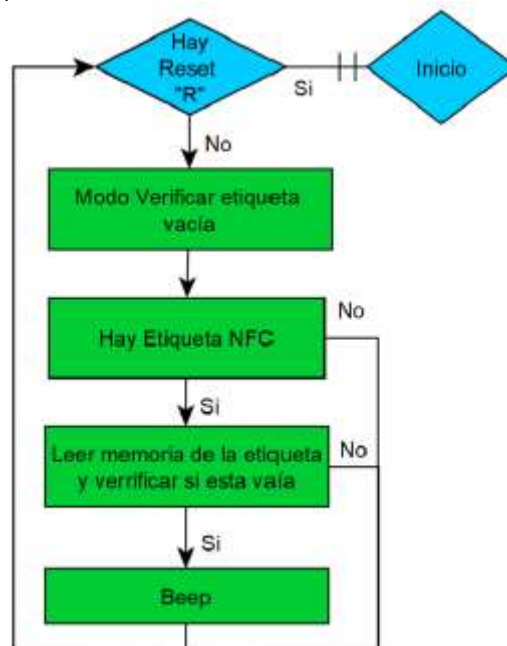 Hay
Reset
"R"
Si
Inicio
No
Modo Verificar etiqueta
vacía
Hay Etiqueta NFC
No
Si
Leer memoria de la etiqueta
y verrificar si esta vaía
No
Si
Beep